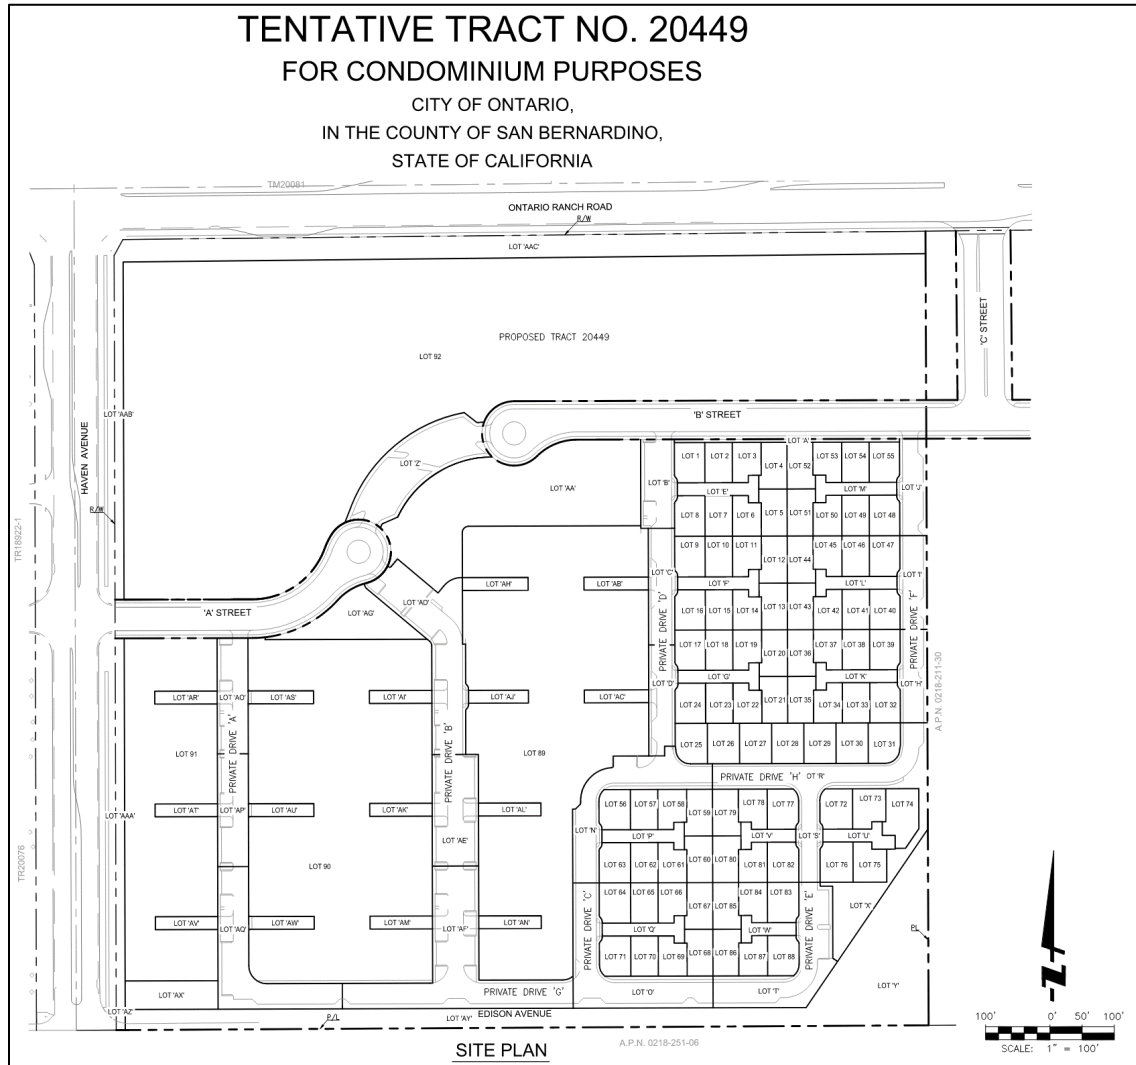 TENTATIVE TRACT NO. 20449
FOR CONDOMINIUM PURPOSES
CITY OF ONTARIO,
IN THE COUNTY OF SAN BERNARDINO,
STATE OF CALIFORNIA
TM20081
ONTARIO RANCH ROAD
R/W
LOT 'AAC'
'C' STREET
PROPOSED TRACT 20449
LOT 92
LOT 'AAB'
HAVEN AVENUE
R/W
TR18922-1
'B' STREET
LOT 'Z'
LOT 'AA'
LOT 'A'
LOT 'B'
LOT 1
LOT 2
LOT 3
LOT 4
LOT 52
LOT 53
LOT 54
LOT 55
LOT 'E'
LOT 'M'
LOT 'J'
LOT 8
LOT 7
LOT 6
LOT 5
LOT 51
LOT 50
LOT 49
LOT 48
LOT 9
LOT 10
LOT 11
LOT 12
LOT 44
LOT 45
LOT 46
LOT 47
LOT 'C'
LOT 'F'
LOT 'L'
LOT 'I'
LOT 16
LOT 15
LOT 14
LOT 13
LOT 43
LOT 42
LOT 41
LOT 40
PRIVATE DRIVE 'D'
PRIVATE DRIVE 'F'
LOT 17
LOT 18
LOT 19
LOT 20
LOT 36
LOT 37
LOT 38
LOT 39
LOT 'D'
LOT 'G'
LOT 'K'
LOT 'H'
LOT 24
LOT 23
LOT 22
LOT 21
LOT 35
LOT 34
LOT 33
LOT 32
LOT 25
LOT 26
LOT 27
LOT 28
LOT 29
LOT 30
LOT 31
A.P.N. 0218-211-30
'A' STREET
LOT 'AG'
LOT 'AD'
LOT 'AH'
LOT 'AB'
LOT 'AR'
LOT 'AO'
LOT 'AS'
LOT 'AI'
LOT 'AJ'
LOT 'AC'
PRIVATE DRIVE 'A'
PRIVATE DRIVE 'B'
LOT 91
LOT 89
PRIVATE DRIVE 'H'
OT 'R'
LOT 'AAA'
LOT 'AT'
LOT 'AP'
LOT 'AU'
LOT 'AK'
LOT 'AL'
LOT 'AE'
LOT 90
TR20076
LOT 56
LOT 57
LOT 58
LOT 59
LOT 79
LOT 78
LOT 77
LOT 72
LOT 73
LOT 74
LOT 'N'
LOT 'P'
LOT 'V'
LOT 'S'
LOT 'U'
LOT 63
LOT 62
LOT 61
LOT 60
LOT 80
LOT 81
LOT 82
LOT 76
LOT 75
LOT 64
LOT 65
LOT 66
LOT 67
LOT 85
LOT 84
LOT 83
LOT 'X'
PRIVATE DRIVE 'C'
PRIVATE DRIVE 'E'
LOT 'Q'
LOT 'W'
LOT 71
LOT 70
LOT 69
LOT 68
LOT 86
LOT 87
LOT 88
LOT 'AV'
LOT 'AQ'
LOT 'AW'
LOT 'AM'
LOT 'AF'
LOT 'AN'
PL
LOT 'Y'
LOT 'AX'
PRIVATE DRIVE 'G'
LOT 'O'
LOT 'T'
LOT 'AZ'
P/L
LOT 'AY'
EDISON AVENUE
A.P.N. 0218-251-06
SITE PLAN
N
100' 0' 50' 100'
SCALE: 1" = 100'